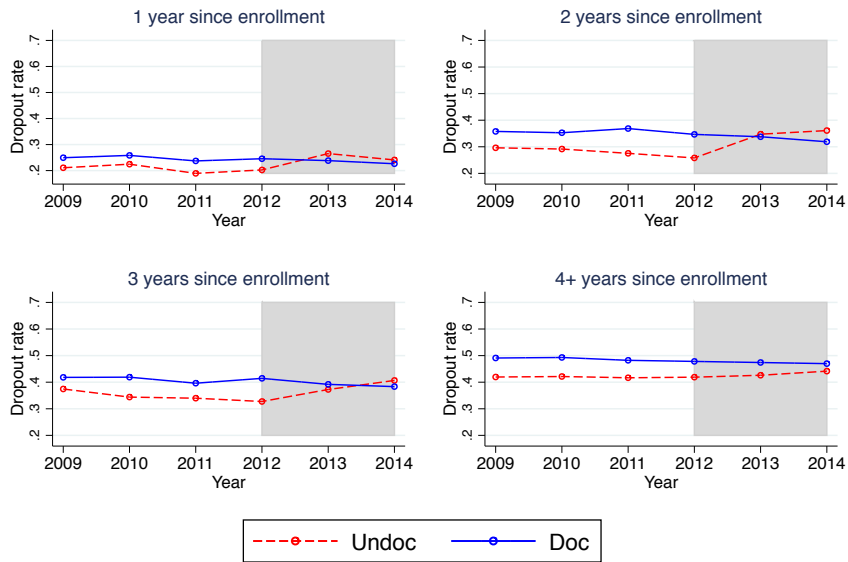 1 year since enrollment
Dropout rate
.2 .3 .4 .5 .6 .7
2009 2010 2011 2012 2013 2014
Year
2 years since enrollment
Dropout rate
.2 .3 .4 .5 .6 .7
2009 2010 2011 2012 2013 2014
Year
3 years since enrollment
Dropout rate
.2 .3 .4 .5 .6 .7
2009 2010 2011 2012 2013 2014
Year
4+ years since enrollment
Dropout rate
.2 .3 .4 .5 .6 .7
2009 2010 2011 2012 2013 2014
Year
Undoc Doc